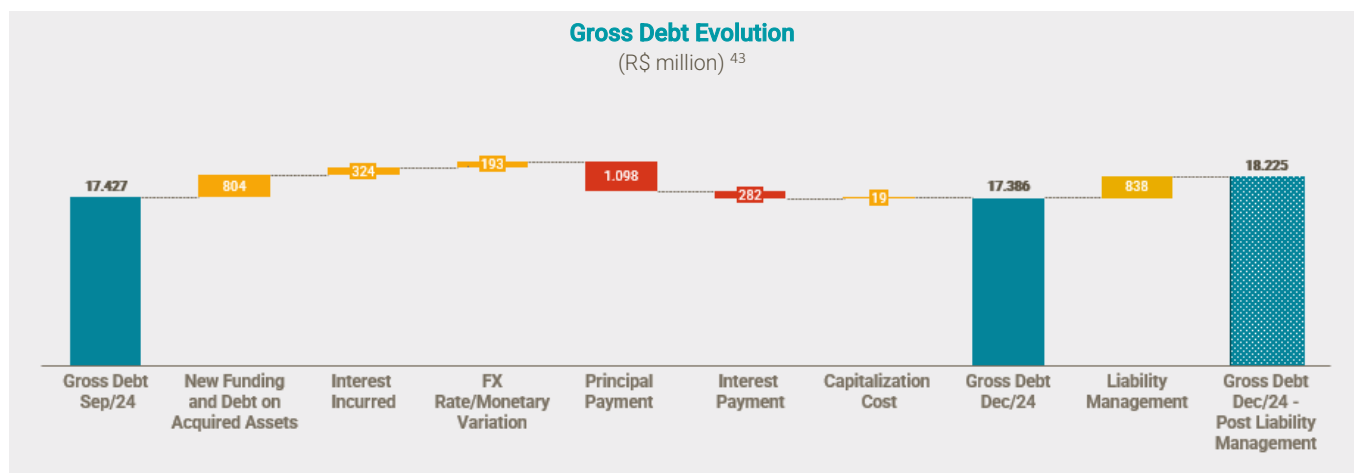 Gross Debt Evolution
(R$ million) 43
17.427
804
324
193
1.098
282
19
17.386
838
18.225
Gross Debt
Sep/24
New Funding
and Debt on
Acquired Assets
Interest
Incurred
FX
Rate/Monetary
Variation
Principal
Payment
Interest
Payment
Capitalization
Cost
Gross Debt
Dec/24
Liability
Management
Gross Debt
Dec/24 -
Post Liability
Management